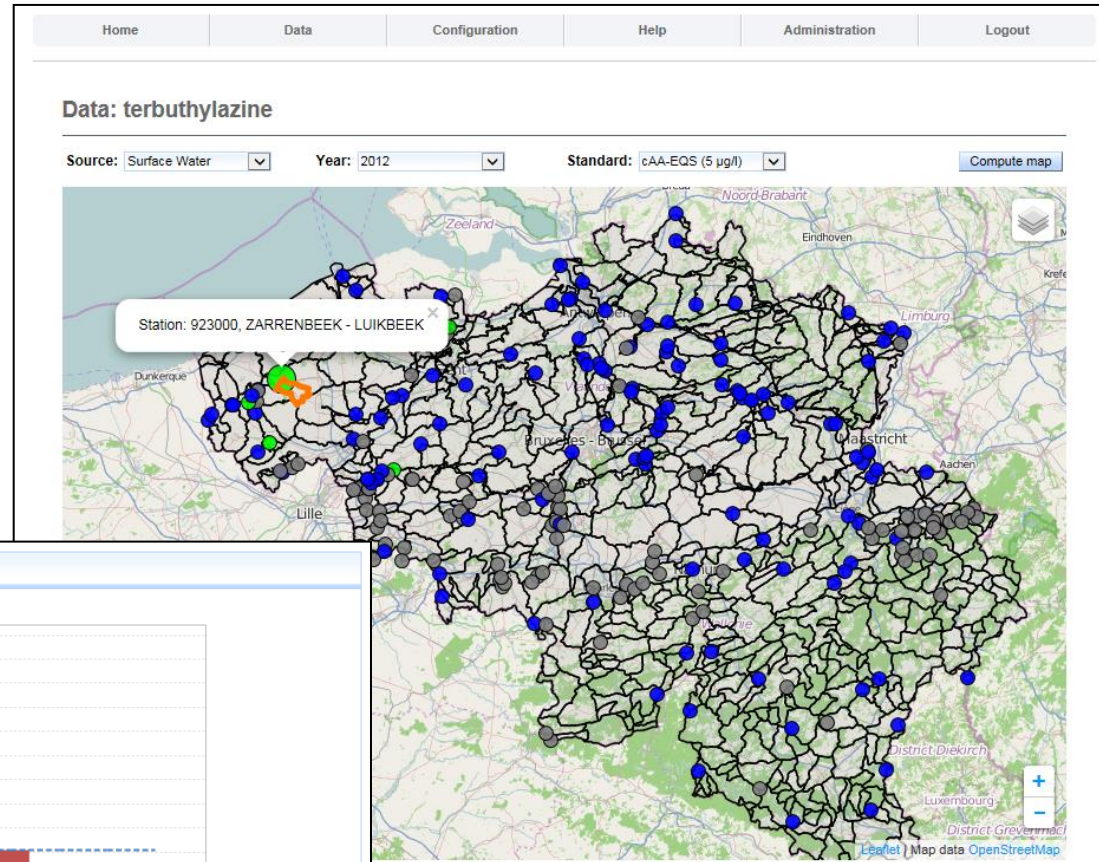 Home Data Configuration Help Administration Logout
Data: terbuthylazine
Source: Surface Water Year: 2012 Standard: cAA-EQS (5 µg/l) Compute map
Noord-Brabant
Zeeland
Eindhoven
Station: 923000, ZARRENBEEK - LUIKBEEK ×
Limburg
Dunkerque
Bruxelles - Brussel
Maastricht
Aachen
Lille
Wallonie
District Diekirch
+
Luxembourg
−
Leaflet | Map data OpenStreetMap